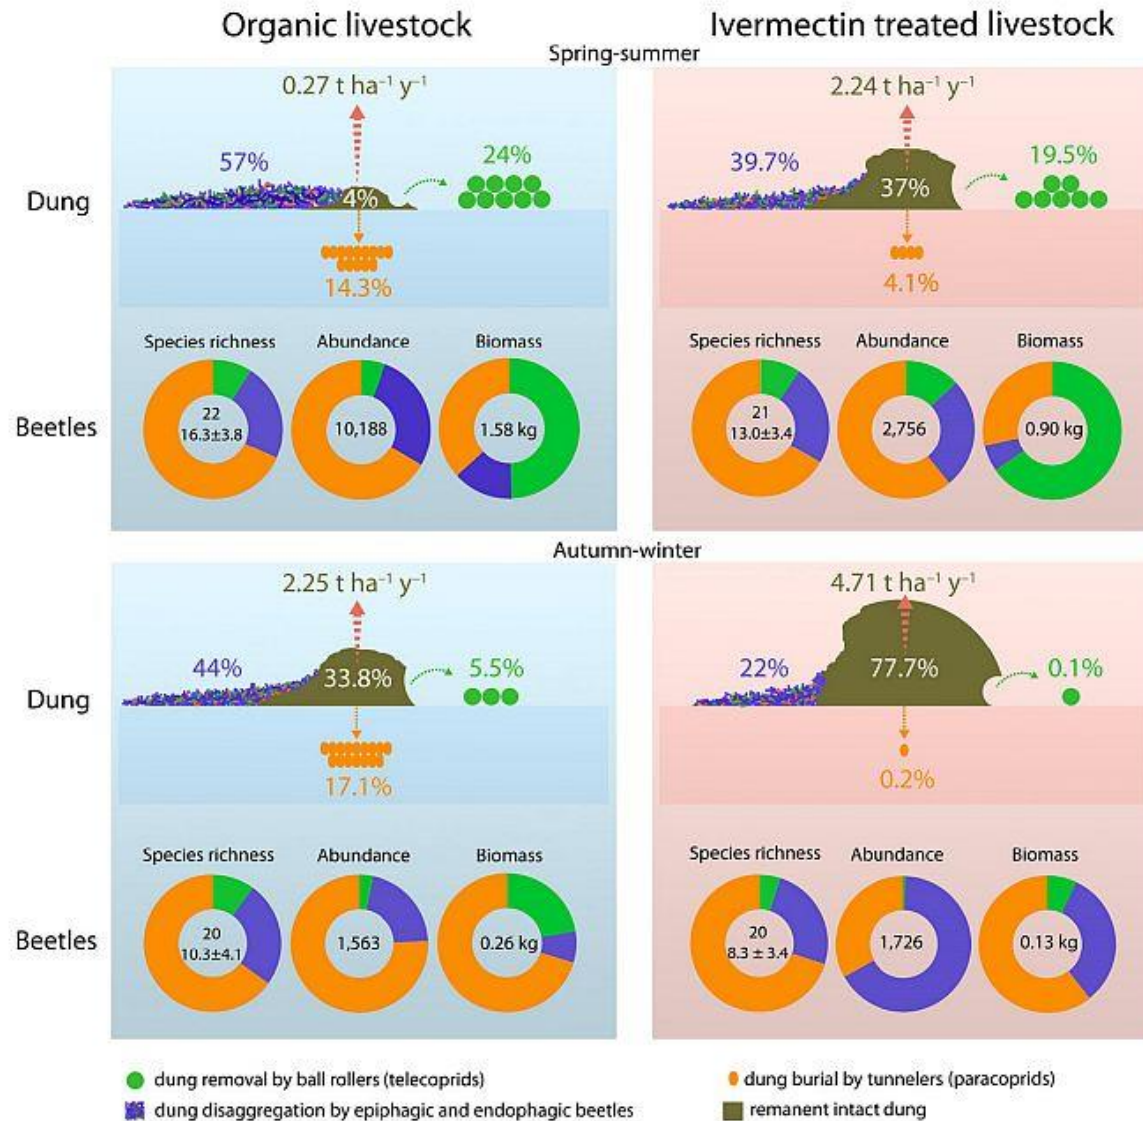 Organic livestock
Ivermectin treated livestock
Spring-summer
0.27 t ha⁻¹ y⁻¹
2.24 t ha⁻¹ y⁻¹
57%
24%
39.7%
19.5%
Dung
4%
37%
14.3%
4.1%
Species richness
Abundance
Biomass
Species richness
Abundance
Biomass
Beetles
22
16.3±3.8
10,188
1.58 kg
21
13.0±3.4
2,756
0.90 kg
Autumn-winter
2.25 t ha⁻¹ y⁻¹
4.71 t ha⁻¹ y⁻¹
44%
5.5%
22%
0.1%
Dung
33.8%
77.7%
17.1%
0.2%
Species richness
Abundance
Biomass
Species richness
Abundance
Biomass
Beetles
20
10.3±4.1
1,563
0.26 kg
20
8.3 ± 3.4
1,726
0.13 kg
dung removal by ball rollers (telecoprids)
dung burial by tunnelers (paracoprids)
dung disaggregation by epiphagic and endophagic beetles
remanent intact dung